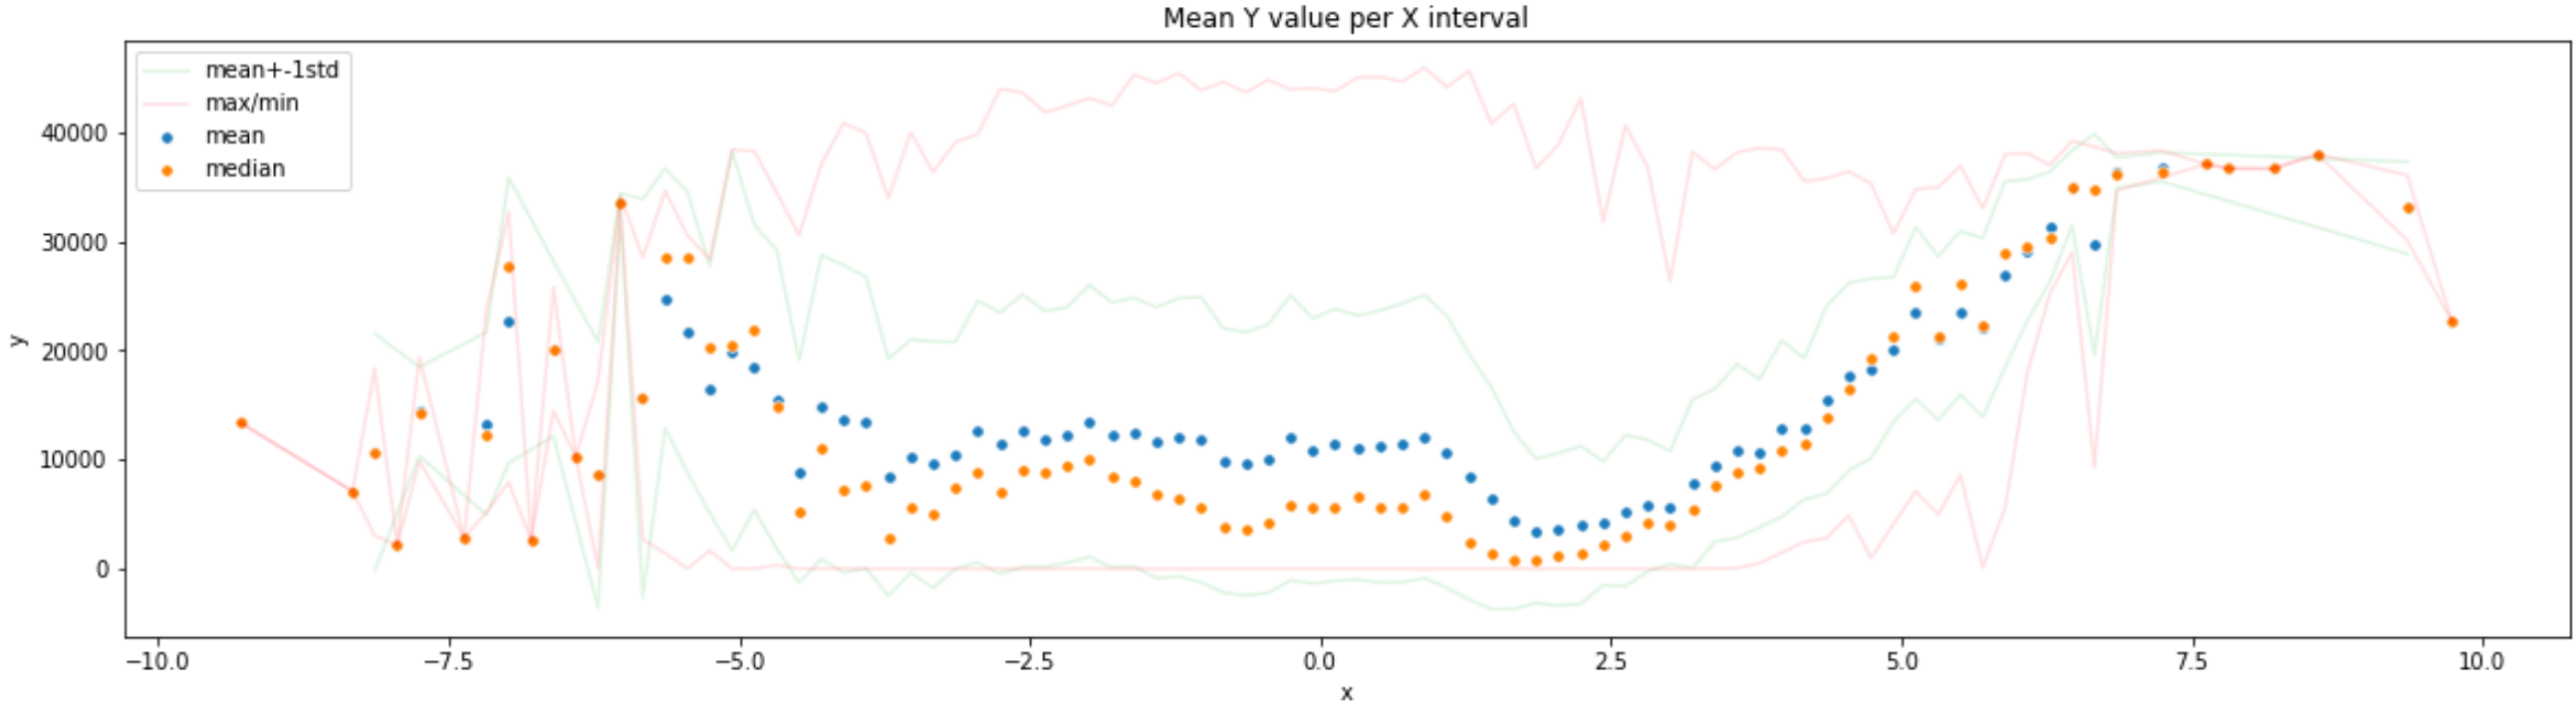 Mean Y value per X interval
mean+-1std
max/min
mean
median
40000
30000
20000
10000
0
y
−10.0 −7.5 −5.0 −2.5 0.0 2.5 5.0 7.5 10.0
x